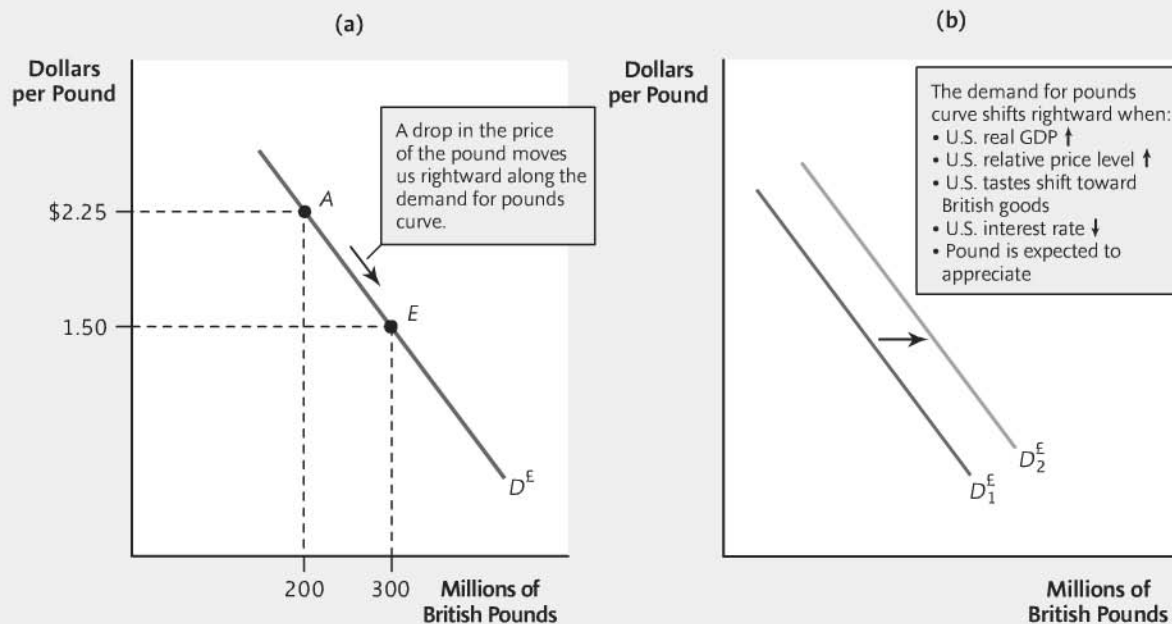 (a)
Dollars
per Pound
A drop in the price
of the pound moves
us rightward along the
demand for pounds
curve.
A
$2.25
E
1.50
D£
200
300
Millions of
British Pounds
(b)
Dollars
per Pound
The demand for pounds
curve shifts rightward when:
• U.S. real GDP ↑
• U.S. relative price level ↑
• U.S. tastes shift toward
British goods
• U.S. interest rate ↓
• Pound is expected to
appreciate
D£2
D£1
Millions of
British Pounds